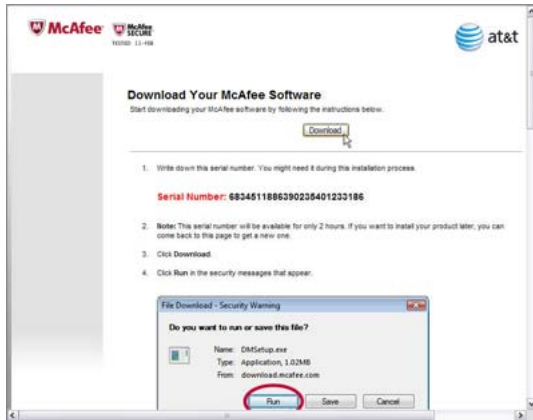 McAfee
McAfee
SECURE
TESTED 13-FEB
at&t
Download Your McAfee Software
Start downloading your McAfee software by following the instructions below.
Download
1. Write down this serial number. You might need it during this installation process.
Serial Number: 6834511886390235401233186
2. Note: This serial number will be available for only 2 hours. If you want to install your product later, you can
come back to this page to get a new one.
3. Click Download.
4. Click Run in the security messages that appear.
File Download - Security Warning
Do you want to run or save this file?
Name: DMSetup.exe
Type: Application, 1.02MB
From: download.mcafee.com
Run Save Cancel